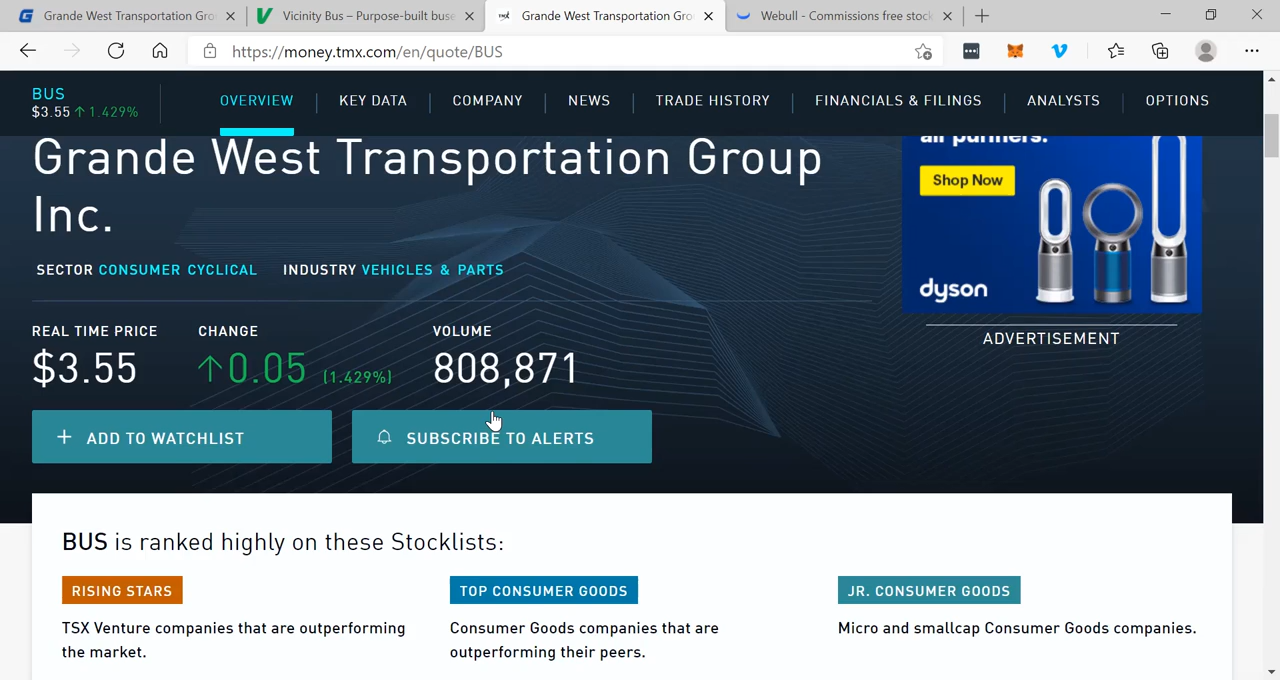 Grande West Transportation Gro
Vicinity Bus – Purpose-built buse
Grande West Transportation Gro
Webull - Commissions free stock
https://money.tmx.com/en/quote/BUS
BUS
$3.55 ↑ 1.429%
OVERVIEW
KEY DATA
COMPANY
NEWS
TRADE HISTORY
FINANCIALS & FILINGS
ANALYSTS
OPTIONS
Grande West Transportation Group
Inc.
SECTOR CONSUMER CYCLICAL INDUSTRY VEHICLES & PARTS
REAL TIME PRICE
$3.55
CHANGE
↑0.05 (1.429%)
VOLUME
808,871
+ ADD TO WATCHLIST
SUBSCRIBE TO ALERTS
all purifiers.
Shop Now
dyson
ADVERTISEMENT
BUS is ranked highly on these Stocklists:
RISING STARS
TSX Venture companies that are outperforming
the market.
TOP CONSUMER GOODS
Consumer Goods companies that are
outperforming their peers.
JR. CONSUMER GOODS
Micro and smallcap Consumer Goods companies.